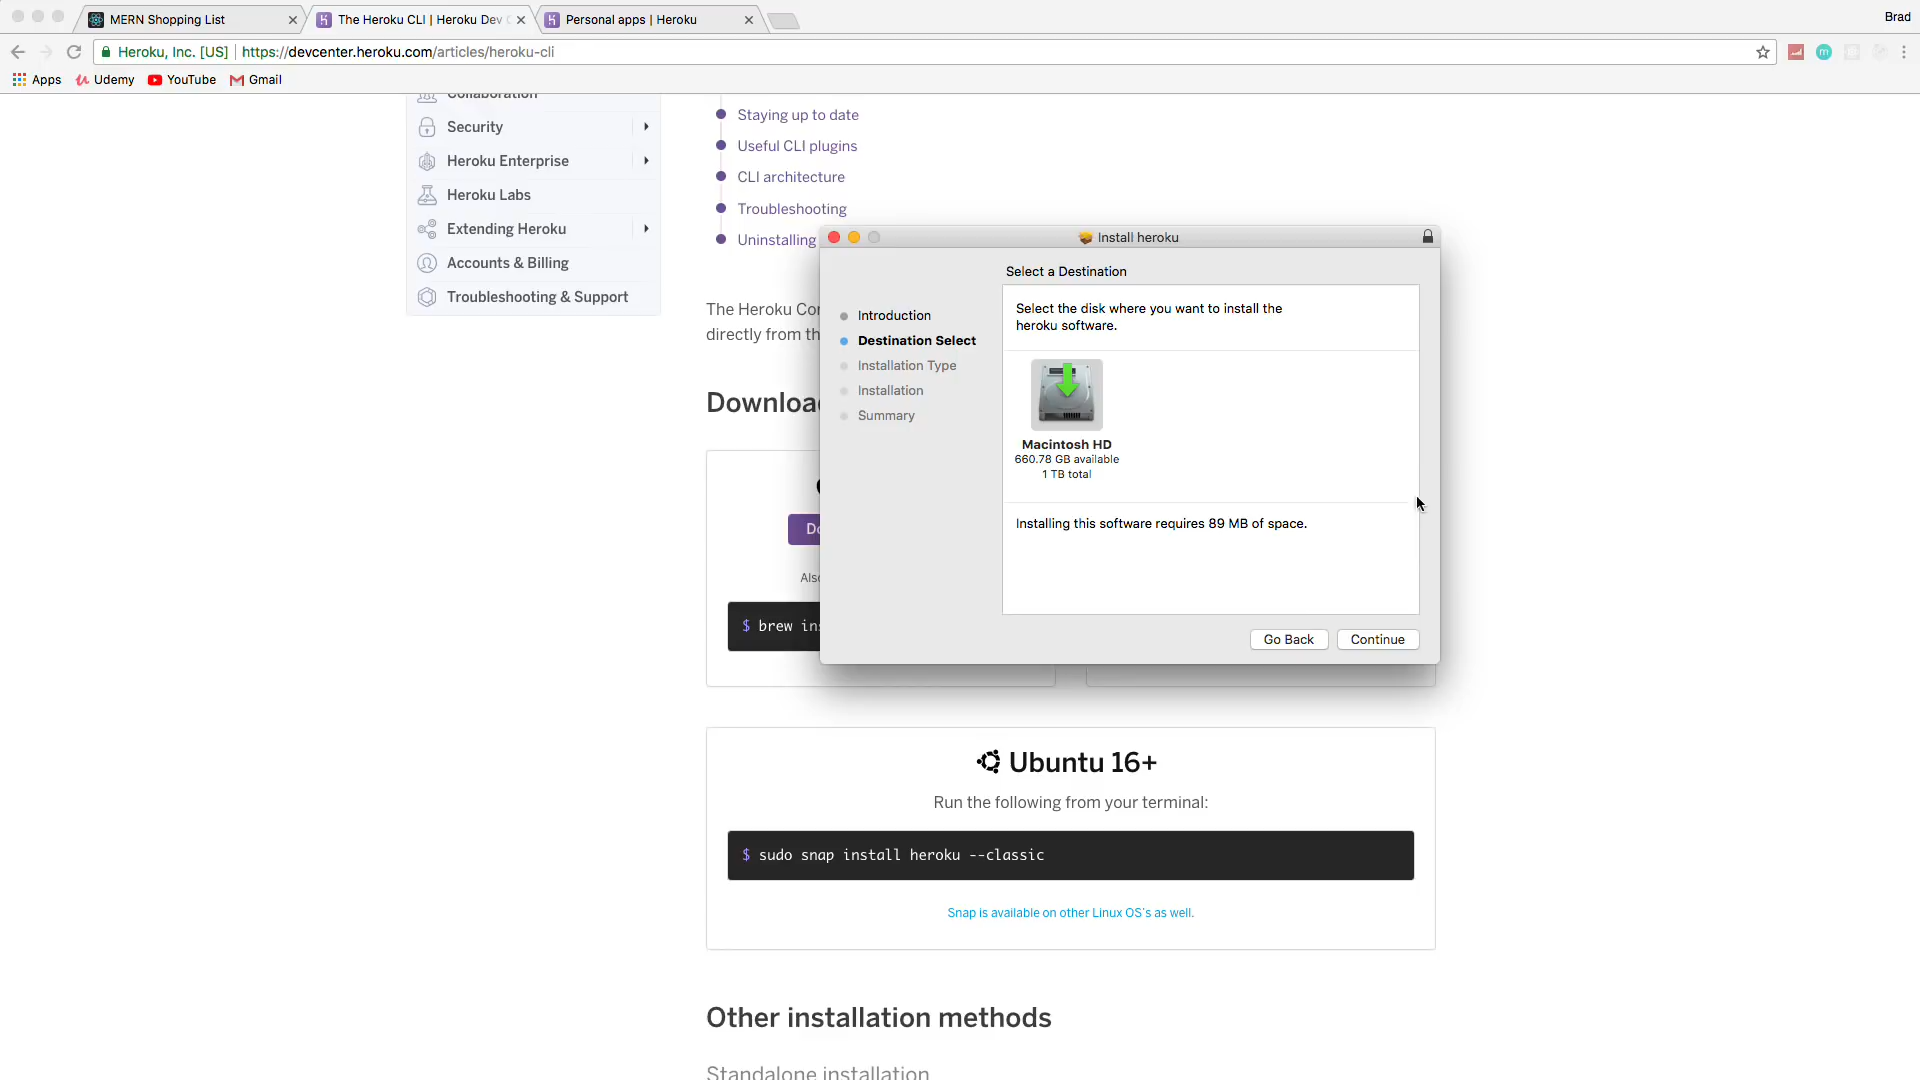 MERN Shopping List
The Heroku CLI | Heroku Dev C
Personal apps | Heroku
Brad
Heroku, Inc. [US]
https://devcenter.heroku.com/articles/heroku-cli
Apps
Udemy
YouTube
Gmail
Collaboration
Security
Heroku Enterprise
Heroku Labs
Extending Heroku
Accounts & Billing
Troubleshooting & Support
Staying up to date
Useful CLI plugins
CLI architecture
Troubleshooting
Uninstalling
The Heroku Co
directly from th
Downloa
Do
Also
$ brew ins
Install heroku
Select a Destination
Introduction
Destination Select
Installation Type
Installation
Summary
Select the disk where you want to install the
heroku software.
Macintosh HD
660.78 GB available
1 TB total
Installing this software requires 89 MB of space.
Go Back
Continue
Ubuntu 16+
Run the following from your terminal:
$ sudo snap install heroku --classic
Snap is available on other Linux OS's as well.
Other installation methods
Standalone installation